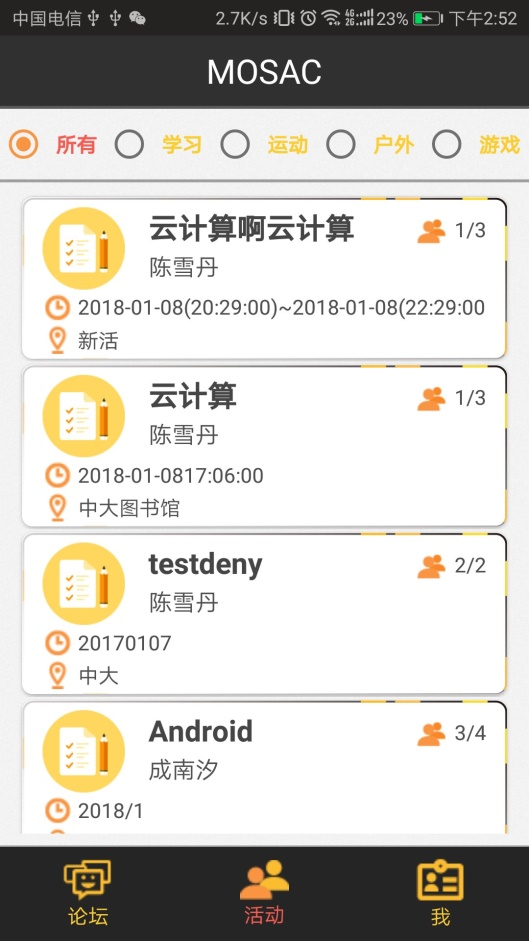 中国电信 2.7K/s 4G 2G 23% 下午2:52
MOSAC
所有 学习 运动 户外 游戏
云计算啊云计算 1/3
陈雪丹
2018-01-08(20:29:00)~2018-01-08(22:29:00
新活
云计算 1/3
陈雪丹
2018-01-0817:06:00
中大图书馆
testdeny 2/2
陈雪丹
20170107
中大
Android 3/4
成南汐
2018/1
论坛 活动 我